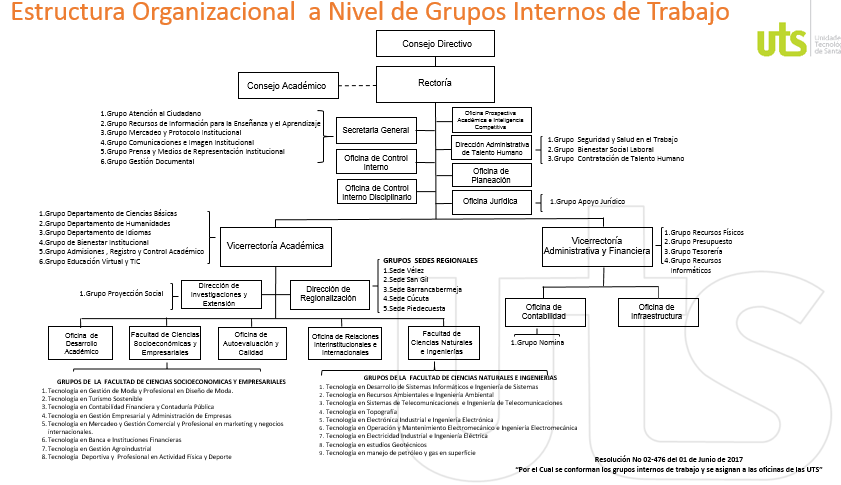 Estructura Organizacional a Nivel de Grupos Internos de Trabajo
uts
Consejo Directivo
Consejo Académico
Rectoría
1.Grupo Atención al Ciudadano
2.Grupo Recursos de Información para la Enseñanza y el Aprendizaje
3.Grupo Mercadeo y Protocolo Institucional
4.Grupo Comunicaciones e Imagen Institucional
5.Grupo Prensa y Medios de Representación Institucional
6.Grupo Gestión Documental
Secretaria General
Oficina de Control
Interno
Oficina de Control
Interno Disciplinario
Oficina Prospectiva
Académica e Inteligencia
Competitiva
Dirección Administrativa
de Talento Humano
1.Grupo Seguridad y Salud en el Trabajo
2.Grupo Bienestar Social Laboral
3.Grupo Contratación de Talento Humano
Oficina de
Planeación
Oficina Jurídica
1.Grupo Apoyo Jurídico
1.Grupo Departamento de Ciencias Básicas
2.Grupo Departamento de Humanidades
3.Grupo Departamento de Idiomas
4.Grupo de Bienestar Institucional
5.Grupo Admisiones , Registro y Control Académico
6.Grupo Educación Virtual y TIC
Vicerrectoría Académica
Vicerrectoría
Administrativa y Financiera
1.Grupo Recursos Físicos
2.Grupo Presupuesto
3.Grupo Tesorería
4.Grupo Recursos
Informáticos
1.Grupo Proyección Social
Dirección de
Investigaciones y
Extensión
Dirección de
Regionalización
GRUPOS SEDES REGIONALES
1.Sede Vélez
2.Sede San Gil
3.Sede Barrancabermeja
4.Sede Cúcuta
5.Sede Piedecuesta
Oficina de
Contabilidad
1.Grupo Nomina
Oficina de
Infraestructura
Oficina de
Desarrollo
Académico
Facultad de Ciencias
Socioeconómicas y
Empresariales
Oficina de
Autoevaluación y
Calidad
Oficina de Relaciones
Interinstitucionales e
Internacionales
Facultad de
Ciencias Naturales
e Ingenierías
GRUPOS DE LA FACULTAD DE CIENCIAS SOCIOECONOMICAS Y EMPRESARIALES
1. Tecnología en Gestión de Moda y Profesional en Diseño de Moda.
2. Tecnología en Turismo Sostenible
3. Tecnología en Contabilidad Financiera y Contaduría Pública
4. Tecnología en Gestión Empresarial y Administración de Empresas
5. Tecnología en Mercadeo y Gestión Comercial y Profesional en marketing y negocios
internacionales.
6. Tecnología en Banca e Instituciones Financieras
7. Tecnología en Gestión Agroindustrial
8. Tecnología Deportiva y Profesional en Actividad Física y Deporte
GRUPOS DE LA FACULTAD DE CIENCIAS NATURALES E INGENIERÍAS
1. Tecnología en Desarrollo de Sistemas Informáticos e Ingeniería de Sistemas
2. Tecnología en Recursos Ambientales e Ingeniería Ambiental
3. Tecnología en Sistemas de Telecomunicaciones e Ingeniería de Telecomunicaciones
4. Tecnología en Topografía
5. Tecnología en Electrónica Industrial e Ingeniería Electrónica
6. Tecnología en Operación y Mantenimiento Electromecánico e Ingeniería Electromecánica
7. Tecnología en Electricidad Industrial e Ingeniería Eléctrica
8. Tecnología en estudios Geotécnicos
9. Tecnología en manejo de petróleo y gas en superficie
Resolución No 02-476 del 01 de Junio de 2017
“Por el Cual se conforman los grupos internos de trabajo y se asignan a las oficinas de las UTS”